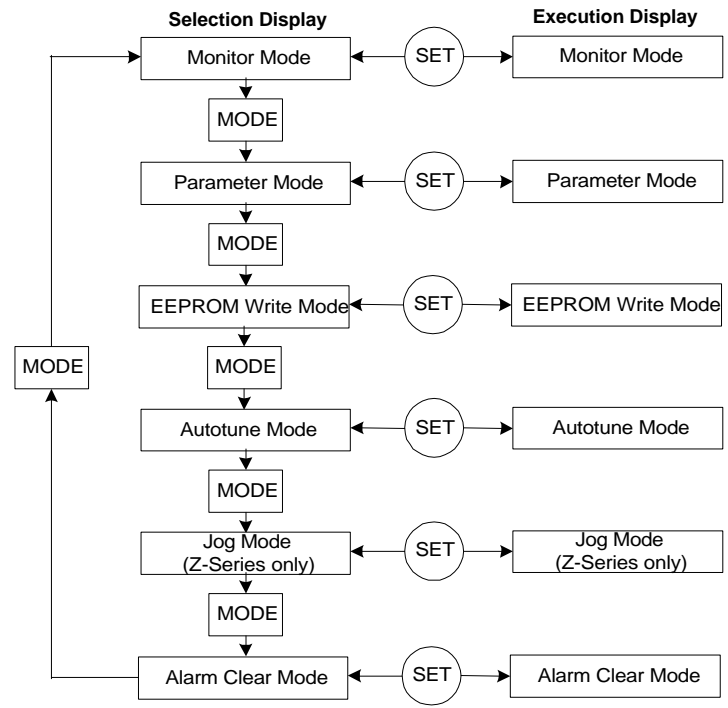 Selection Display
Execution Display
Monitor Mode
SET
Monitor Mode
MODE
Parameter Mode
SET
Parameter Mode
MODE
EEPROM Write Mode
SET
EEPROM Write Mode
MODE
MODE
Autotune Mode
SET
Autotune Mode
MODE
Jog Mode
(Z-Series only)
SET
Jog Mode
(Z-Series only)
MODE
Alarm Clear Mode
SET
Alarm Clear Mode